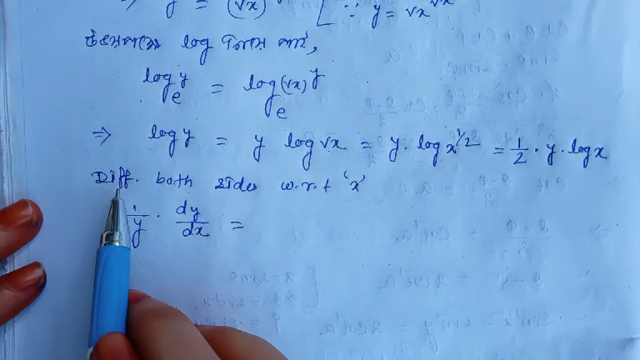 ⇒ y = (√x) [ ∵ y = √x^√x
উভয়পক্ষে log নিয়ে পাই,
log_e y = log_e (√x)^y
⇒ log y = y log √x = y. log x^1/2 = 1/2 · y · log x
Diff. both sides w.r.t 'x'
1/y · dy/dx =